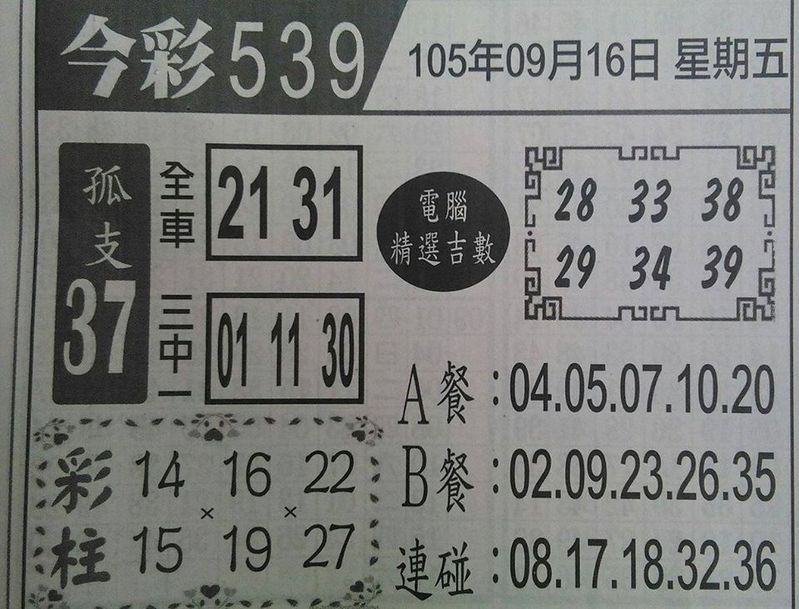 今彩539
105年09月16日 星期五
孤支
37
全車
21 31
三中一
01 11 30
電腦
精選吉數
28 33 38
29 34 39
A餐:04.05.07.10.20
B餐:02.09.23.26.35
連碰:08.17.18.32.36
彩柱
14 × 16 × 22
15 19 27